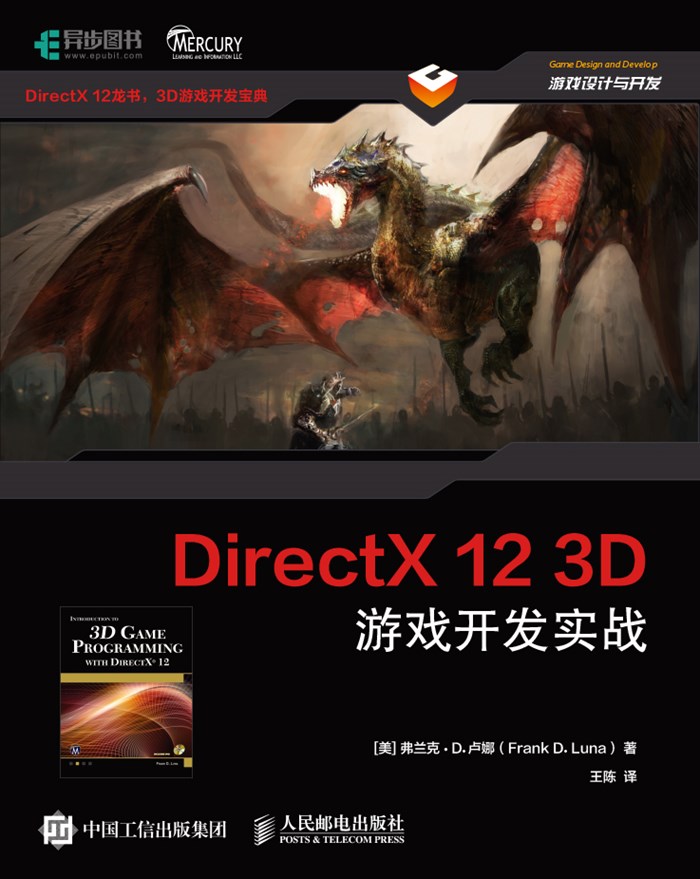 异步图书
www.epubit.com
MERCURY
LEARNING AND INFORMATION LLC
Game Design and Develop
游戏设计与开发
DirectX 12龙书，3D游戏开发宝典
DirectX 12 3D
游戏开发实战
INTRODUCTION TO
3D GAME
PROGRAMMING
WITH DIRECTX® 12
FRANK D. LUNA
[美] 弗兰克·D. 卢娜（Frank D. Luna）著
王陈 译
中国工信出版集团
人民邮电出版社
POSTS & TELECOM PRESS